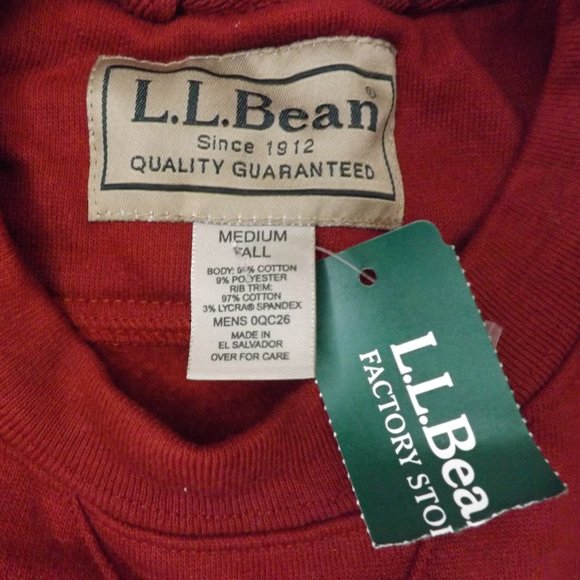 L.L.Bean®
Since 1912
QUALITY GUARANTEED
MEDIUM
TALL
BODY: 91% COTTON
9% POLYESTER
RIB TRIM:
97% COTTON
3% LYCRA® SPANDEX
MENS 0QC26
MADE IN
EL SALVADOR
OVER FOR CARE
L.L.Bea
FACTORY STO